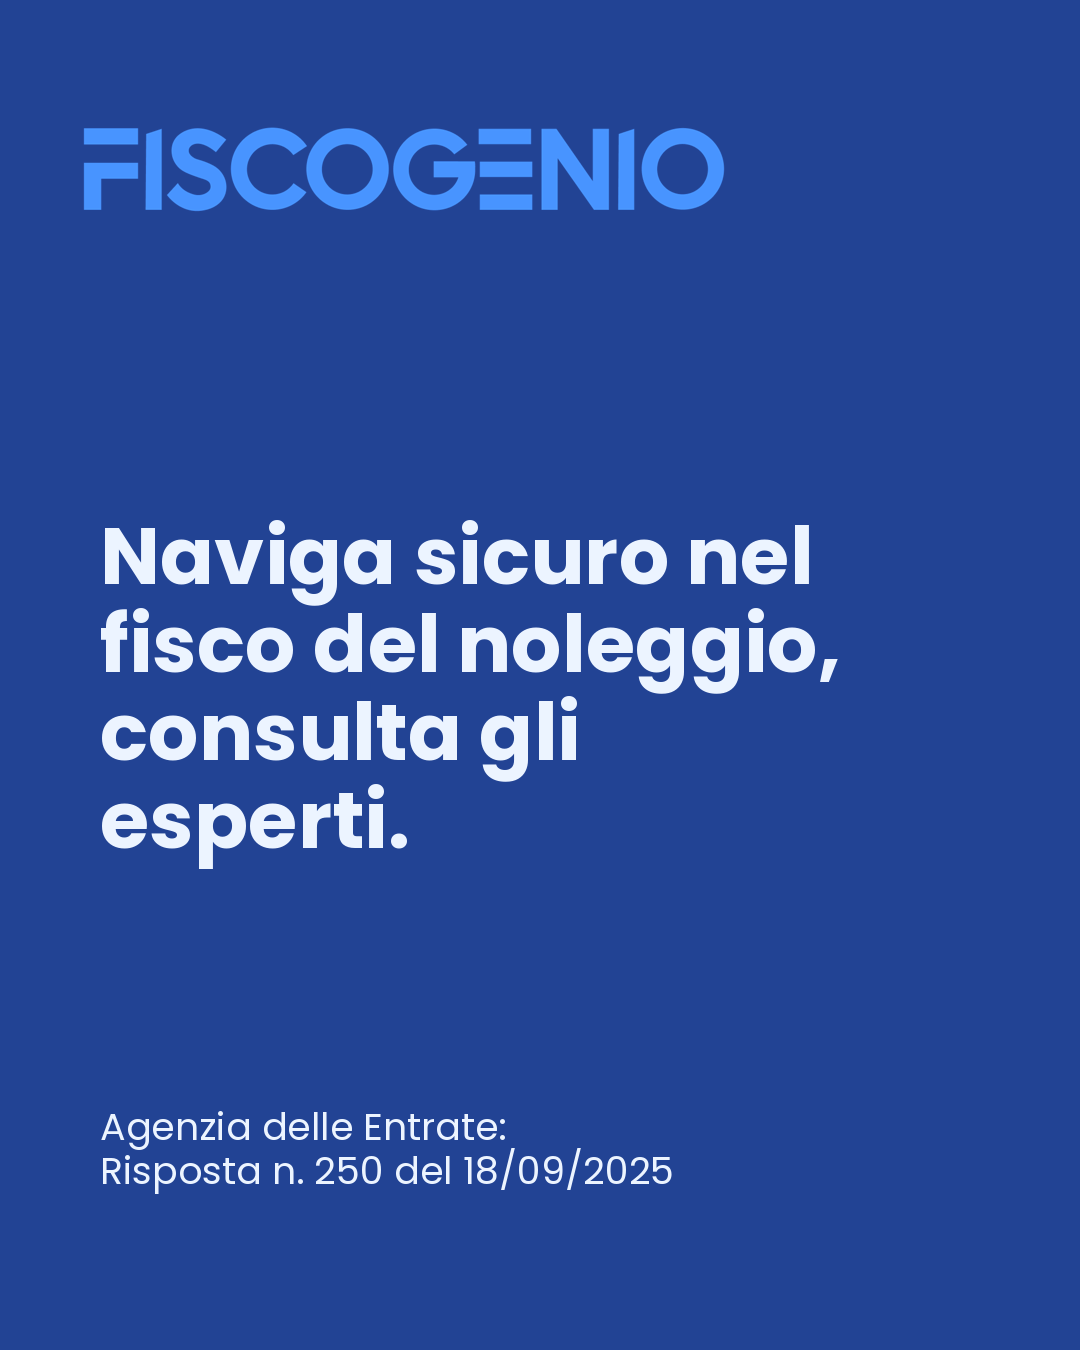 FISCOGENIO
Naviga sicuro nel
fisco del noleggio,
consulta gli
esperti.
Agenzia delle Entrate:
Risposta n. 250 del 18/09/2025